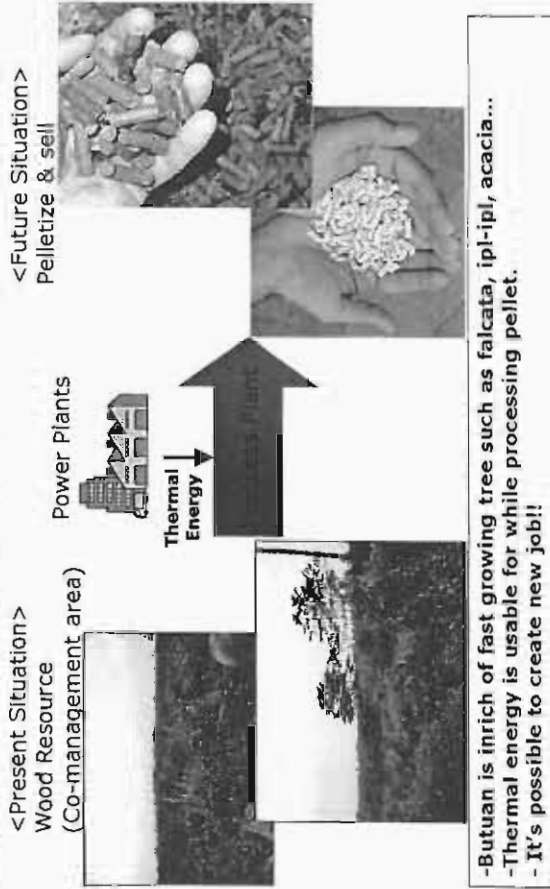 <Present Situation>
Wood Resource
(Co-management area)
Power Plants
Thermal
Energy
Process Plant
<Future Situation>
Pelletize & sell
-Butuan is inrich of fast growing tree such as falcata, ipl-ipl, acacia...
-Thermal energy is usable for while processing pellet.
- It's possible to create new job!!